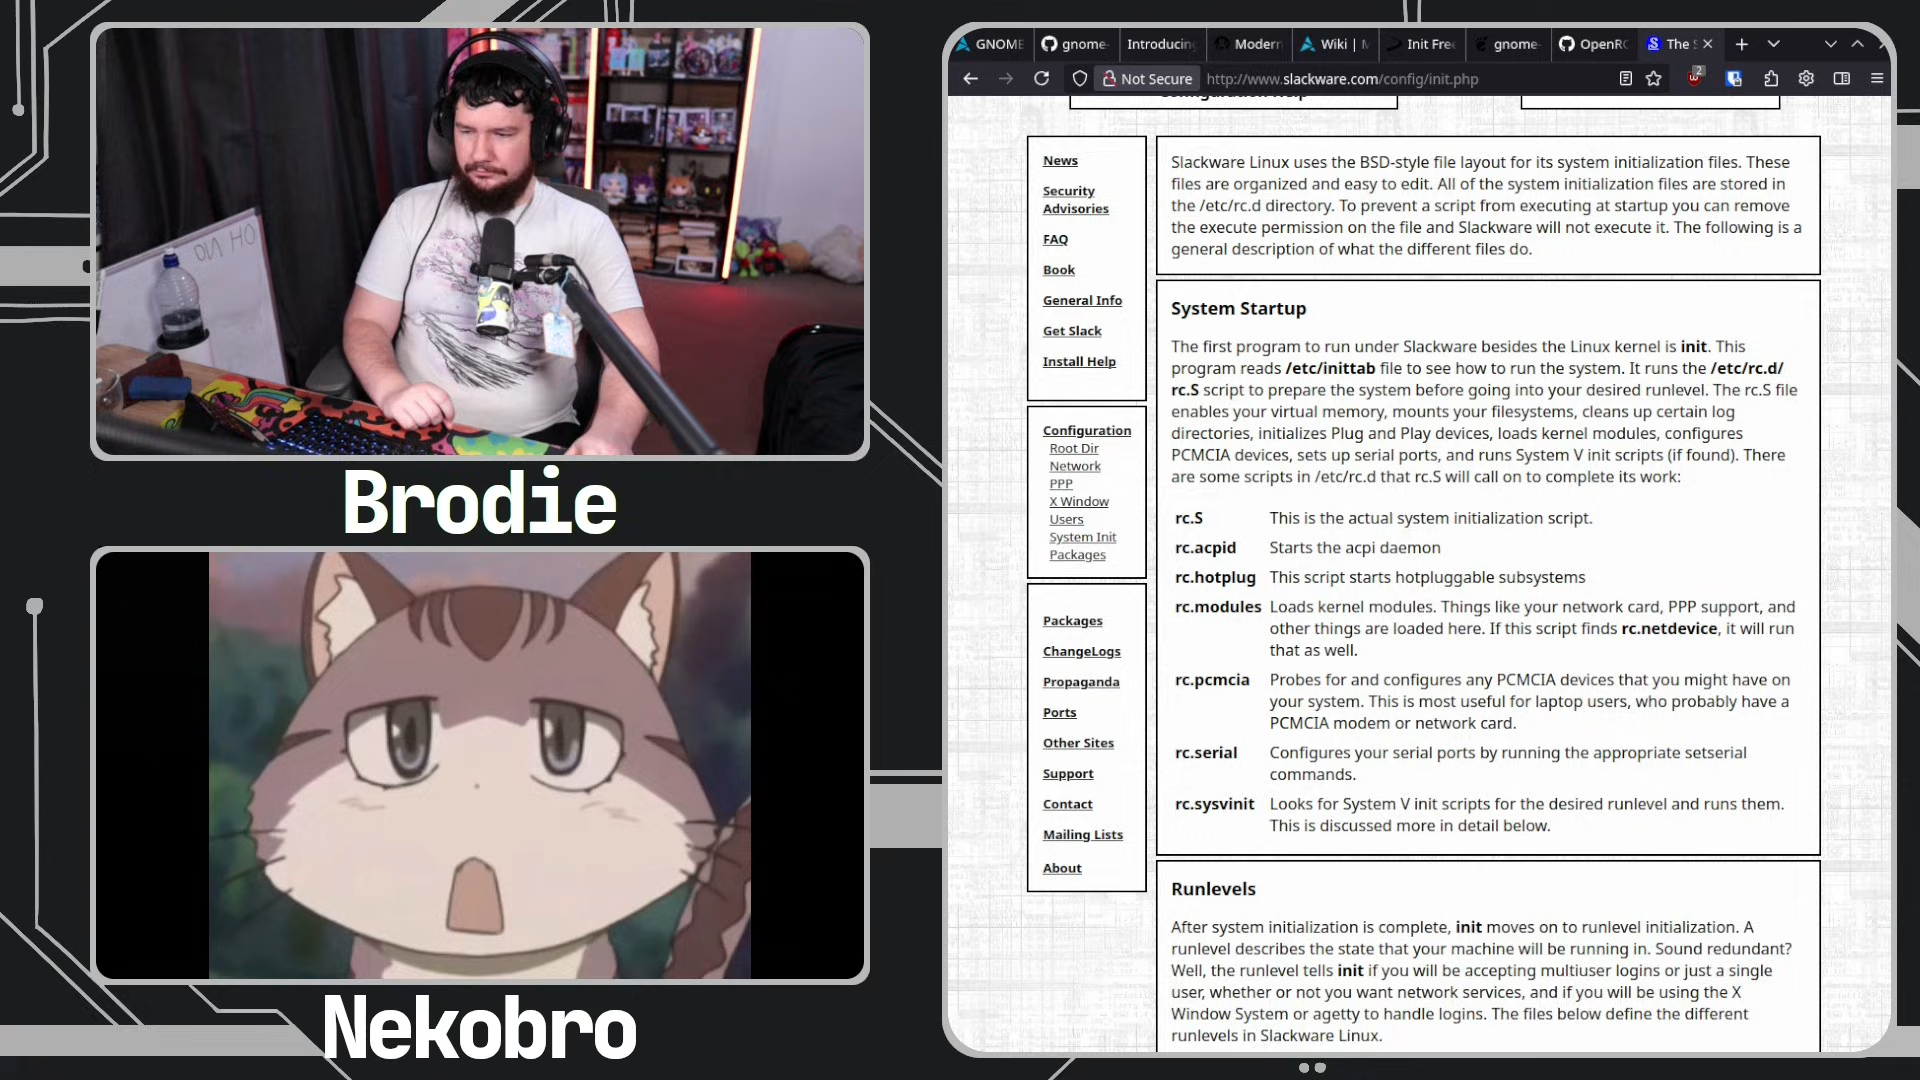 OH NO
Brodie
Nekobro
GNOME
gnome-
Introducing
Modern
Wiki | M
Init Free
gnome-
OpenRC
The S
Not Secure
http://www.slackware.com/config/init.php
2
Configuration Help
News
Security
Advisories
FAQ
Book
General Info
Get Slack
Install Help
Configuration
Root Dir
Network
PPP
X Window
Users
System Init
Packages
Packages
ChangeLogs
Propaganda
Ports
Other Sites
Support
Contact
Mailing Lists
About
Slackware Linux uses the BSD-style file layout for its system initialization files. These
files are organized and easy to edit. All of the system initialization files are stored in
the /etc/rc.d directory. To prevent a script from executing at startup you can remove
the execute permission on the file and Slackware will not execute it. The following is a
general description of what the different files do.
System Startup
The first program to run under Slackware besides the Linux kernel is init. This
program reads /etc/inittab file to see how to run the system. It runs the /etc/rc.d/
rc.S script to prepare the system before going into your desired runlevel. The rc.S file
enables your virtual memory, mounts your filesystems, cleans up certain log
directories, initializes Plug and Play devices, loads kernel modules, configures
PCMCIA devices, sets up serial ports, and runs System V init scripts (if found). There
are some scripts in /etc/rc.d that rc.S will call on to complete its work:
rc.S This is the actual system initialization script.
rc.acpid Starts the acpi daemon
rc.hotplug This script starts hotpluggable subsystems
rc.modules Loads kernel modules. Things like your network card, PPP support, and
other things are loaded here. If this script finds rc.netdevice, it will run
that as well.
rc.pcmcia Probes for and configures any PCMCIA devices that you might have on
your system. This is most useful for laptop users, who probably have a
PCMCIA modem or network card.
rc.serial Configures your serial ports by running the appropriate setserial
commands.
rc.sysvinit Looks for System V init scripts for the desired runlevel and runs them.
This is discussed more in detail below.
Runlevels
After system initialization is complete, init moves on to runlevel initialization. A
runlevel describes the state that your machine will be running in. Sound redundant?
Well, the runlevel tells init if you will be accepting multiuser logins or just a single
user, whether or not you want network services, and if you will be using the X
Window System or agetty to handle logins. The files below define the different
runlevels in Slackware Linux.